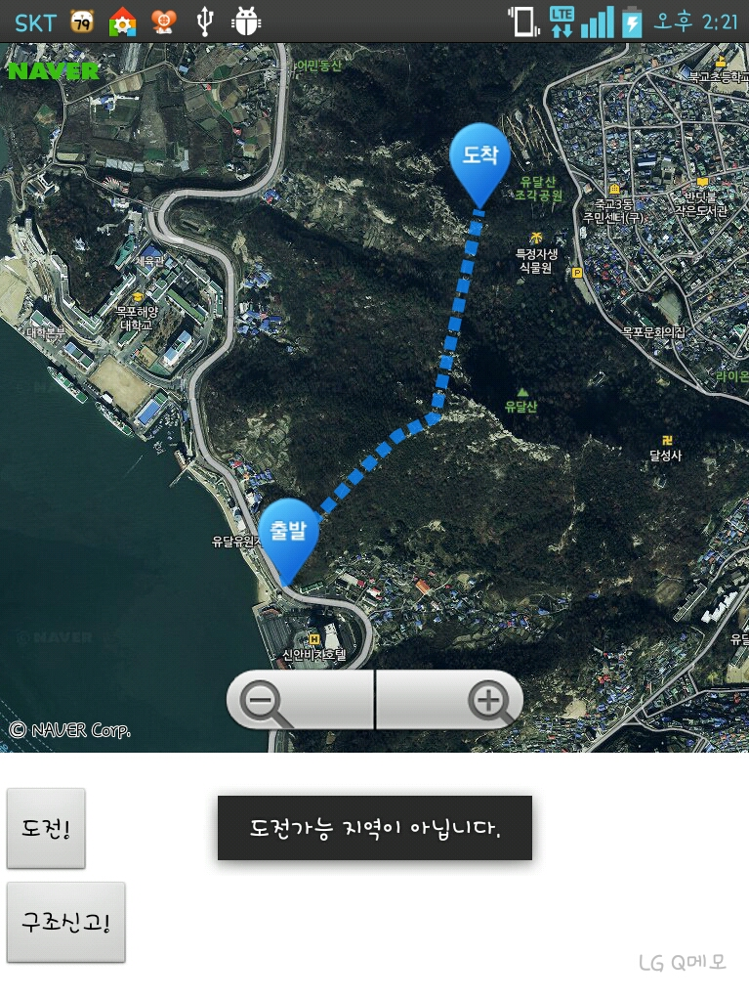 SKT 79 LTE 오후 2:21
NAVER
어민동산
북교초등학교
도착
유달산
조각공원
죽교3동
주민센터(구)
반딧불
작은도서관
특정자생
식물원
P
체육관
목포해양
대학교
대학본부
목포문화의집
라이온
유달산
달성사
출발
유달유원지
신안비치호텔
H
유달
NAVER
© NAVER Corp.
도전!
도전가능 지역이 아닙니다.
구조신고!
LG Q메모